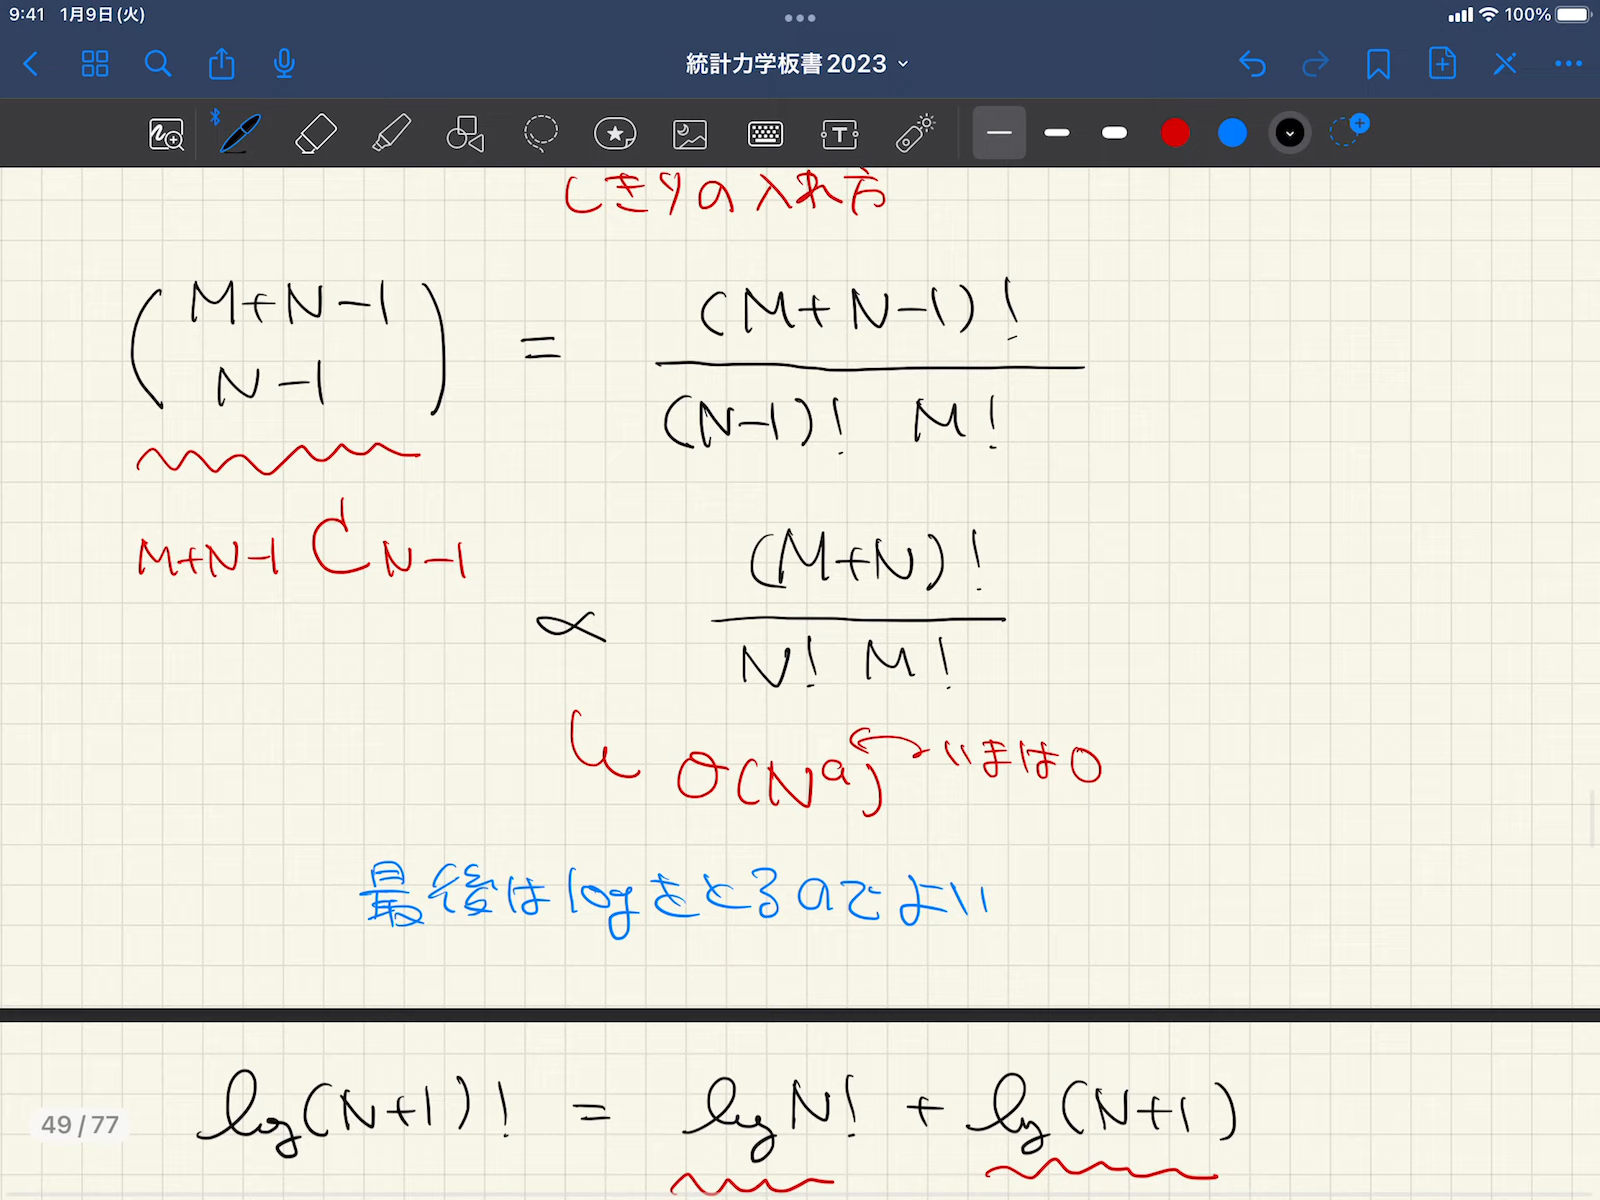 9:41 1月9日(火) 100%
統計力学板書2023
しきりの入れ方
(M+N-1 N-1) = (M+N-1)! / (N-1)! M!
M+N-1 C N-1
∝ (M+N)! / N! M!
↳ O(N^a) いまは0
最後はlogをとるのでよい
log(N+1)! = log N! + log(N+1)
49/77